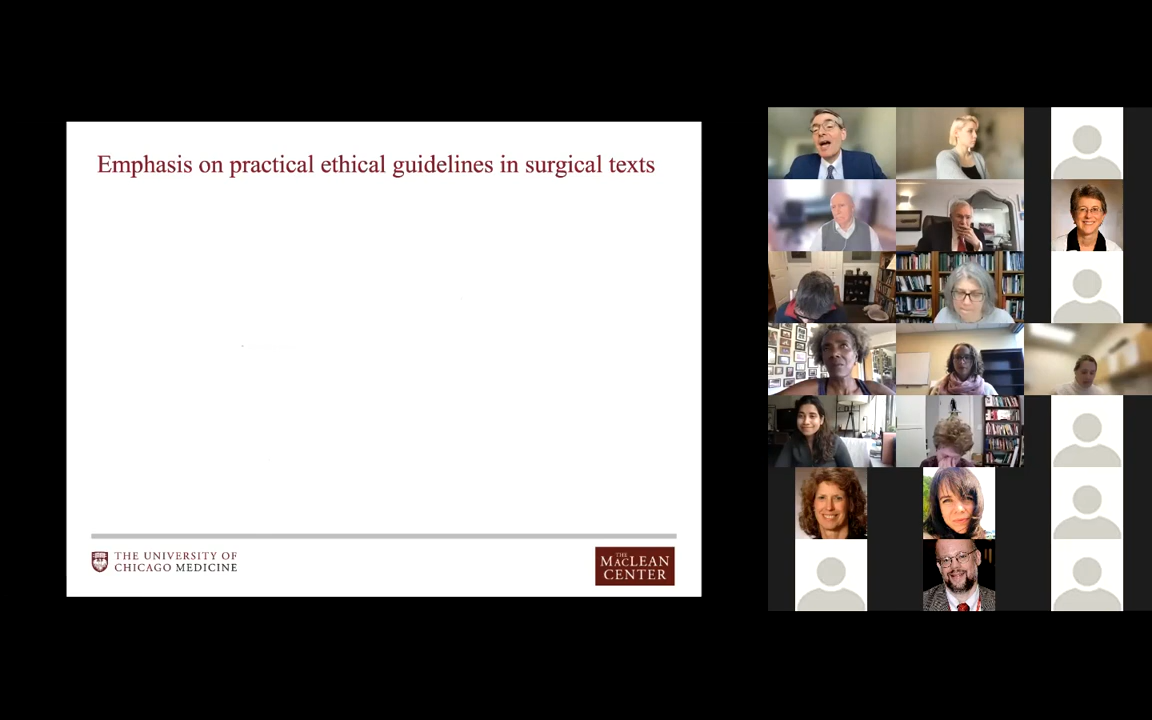 Emphasis on practical ethical guidelines in surgical texts
THE UNIVERSITY OF
CHICAGO MEDICINE
THE
MACLEAN
CENTER